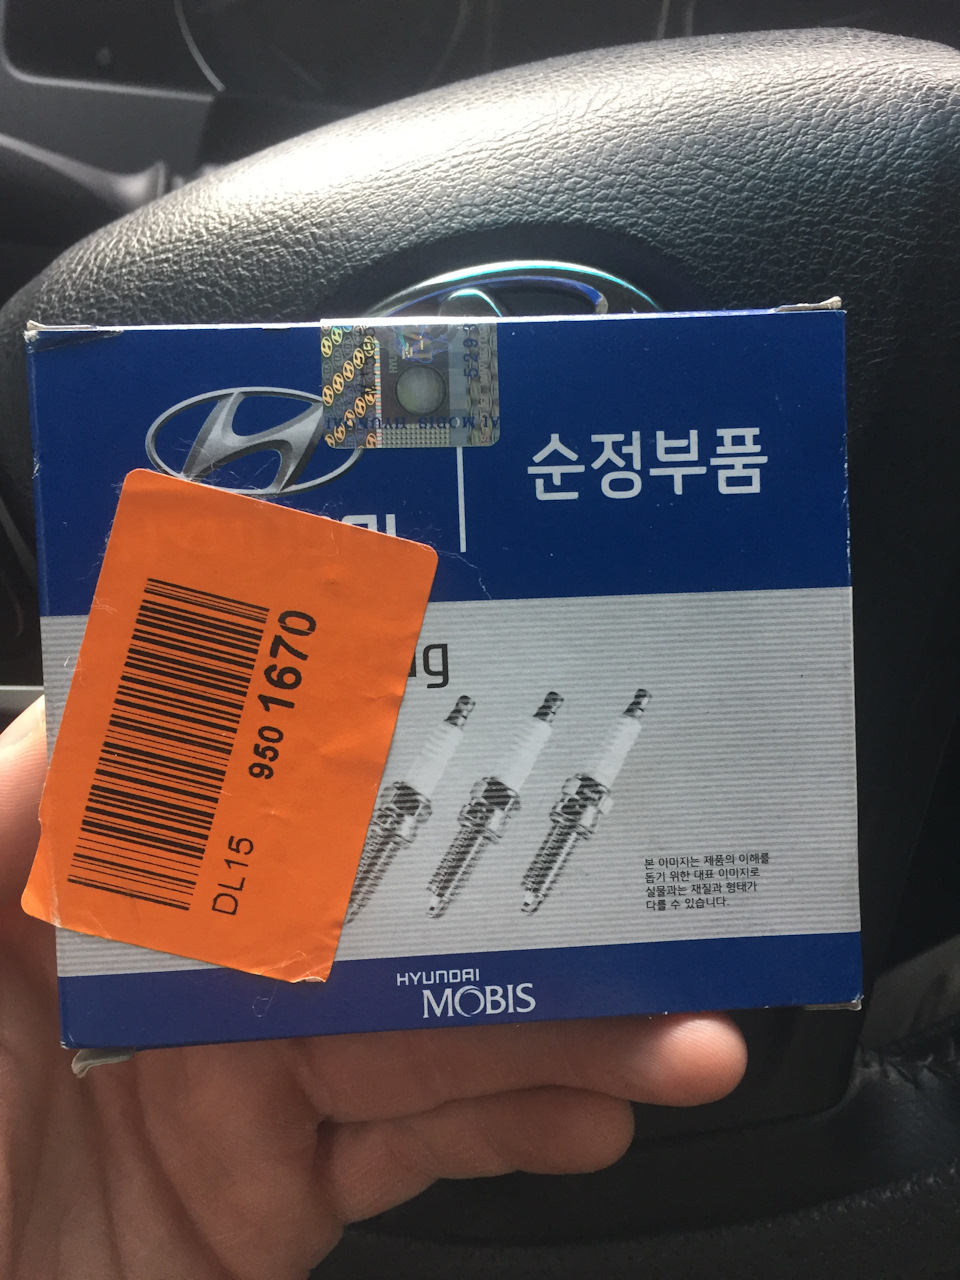 순정부품
950 1670
DL15
본 이미지는 제품의 이해를
돕기 위한 대표 이미지로
실물과는 재질과 형태가
다를 수 있습니다.
HYUNDAI
MOBIS